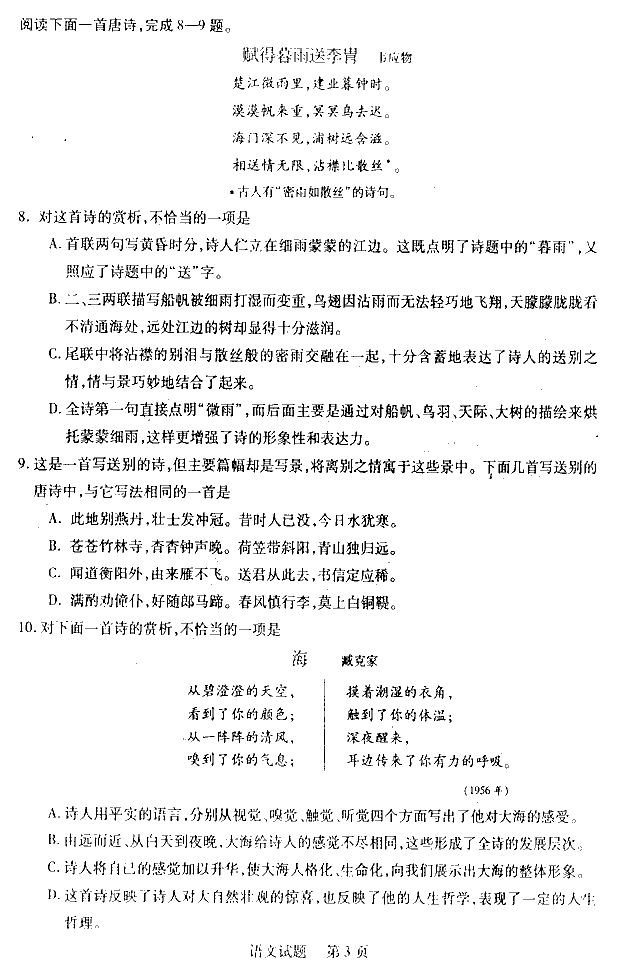 阅读下面一首唐诗,完成8—9题。
赋得暮雨送李胄 韦应物
楚江微雨里,建业暮钟时。
漠漠帆来重,冥冥鸟去迟。
海门深不见,浦树远含滋。
相送情无限,沾襟比散丝*。
*古人有“密雨如散丝”的诗句。
8. 对这首诗的赏析,不恰当的一项是
A. 首联两句写黄昏时分,诗人伫立在细雨蒙蒙的江边。这既点明了诗题中的“暮雨”,又
照应了诗题中的“送”字。
B. 二、三两联描写船帆被细雨打湿而变重,鸟翅因沾雨而无法轻巧地飞翔,天朦朦胧胧看
不清通海处,远处江边的树却显得十分滋润。
C. 尾联中将沾襟的别泪与散丝般的密雨交融在一起,十分含蓄地表达了诗人的送别之
情,情与景巧妙地结合了起来。
D. 全诗第一句直接点明“微雨”,而后面主要是通过对船帆、鸟羽、天际、大树的描绘来烘
托蒙蒙细雨,这样更增强了诗的形象性和表达力。
9. 这是一首写送别的诗,但主要篇幅却是写景,将离别之情寓于这些景中。下面几首写送别的
唐诗中,与它写法相同的一首是
A. 此地别燕丹,壮士发冲冠。昔时人已没,今日水犹寒。
B. 苍苍竹林寺,杳杳钟声晚。荷笠带斜阳,青山独归远。
C. 闻道衡阳外,由来雁不飞。送君从此去,书信定应稀。
D. 满酌劝僮仆,好随郎马蹄。春风慎行李,莫上白铜鞮。
10. 对下面一首诗的赏析,不恰当的一项是
海 臧克家
从碧澄澄的天空,
看到了你的颜色;
从一阵阵的清风,
嗅到了你的气息;
摸着潮湿的衣角,
触到了你的体温;
深夜醒来,
耳边传来了你有力的呼吸。
(1956年)
A. 诗人用平实的语言,分别从视觉、嗅觉、触觉、听觉四个方面写出了他对大海的感受。
B. 由远而近、从白天到夜晚,大海给诗人的感觉不尽相同,这些形成了全诗的发展层次。
C. 诗人将自己的感觉加以升华,使大海人格化、生命化,向我们展示出大海的整体形象。
D. 这首诗反映了诗人对大自然壮观的惊喜,也反映了他的人生哲学,表现了一定的人生
哲理。
语文试题 第3页